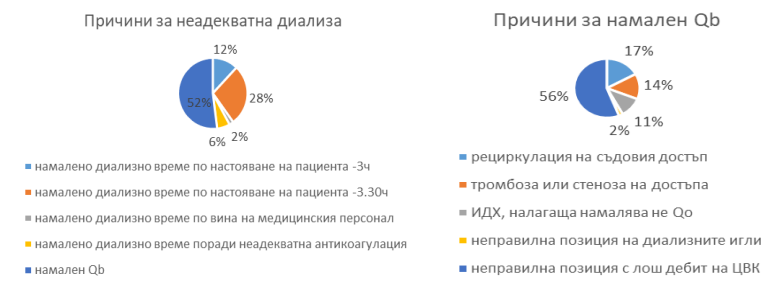 Причини за неадекватна диализа
12%
28%
2%
6%
52%
намалено диализно време по настояване на пациента -3ч
намалено диализно време по настояване на пациента -3.30ч
намалено диализно време по вина на медицинския персонал
намалено диализно време поради неадекватна антикоагулация
намален Qb
Причини за намален Qb
17%
14%
11%
2%
56%
рециркулация на съдовия достъп
тромбоза или стеноза на достъпа
ИДХ, налагаща намалява не Qo
неправилна позиция на диализните игли
неправилна позиция с лош дебит на ЦВК